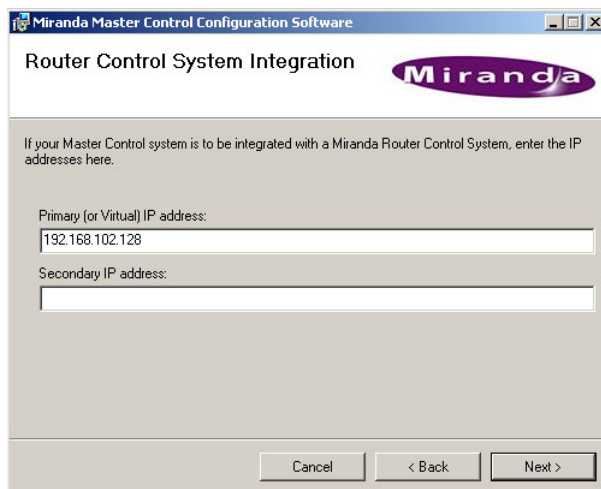 Miranda Master Control Configuration Software
Router Control System Integration
Miranda
If your Master Control system is to be integrated with a Miranda Router Control System, enter the IP
addresses here.
Primary (or Virtual) IP address:
192.168.102.128
Secondary IP address:
Cancel
< Back
Next >